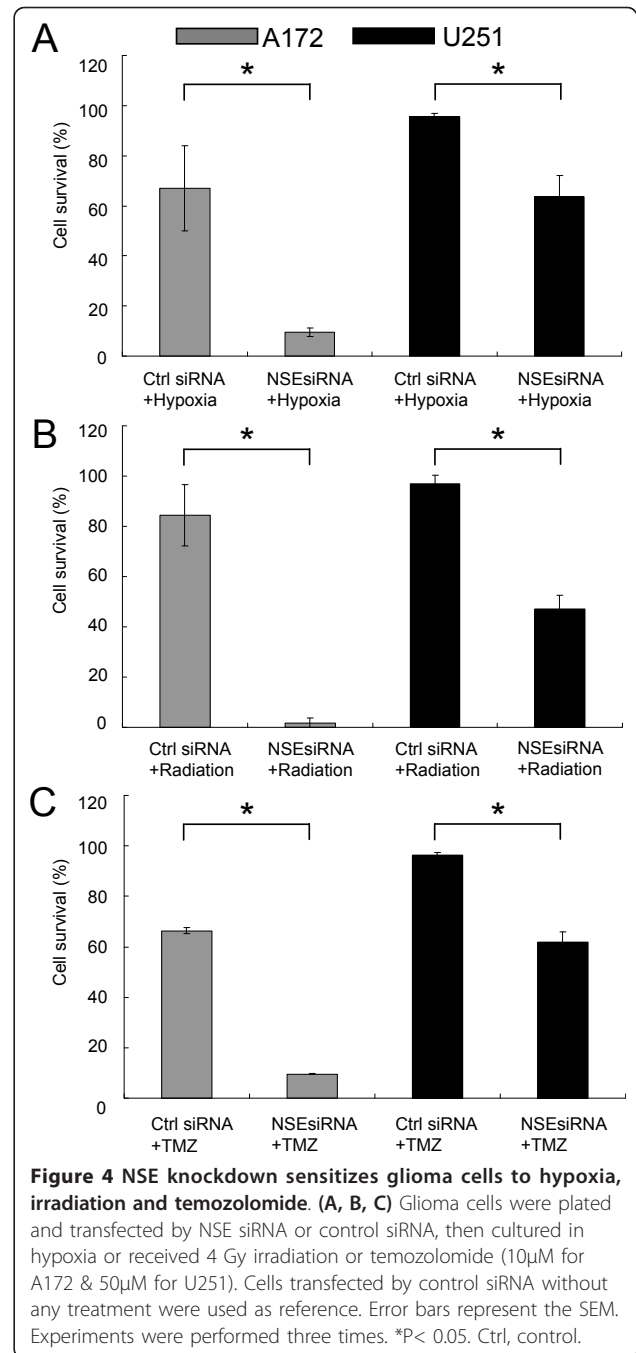 A
A172 U251
120
100
80
60
40
20
0
Cell survival (%)
* *
Ctrl siRNA NSEsiRNA Ctrl siRNA NSEsiRNA
+Hypoxia +Hypoxia +Hypoxia +Hypoxia
B
120
100
80
60
40
20
0
Cell survival (%)
* *
Ctrl siRNA NSEsiRNA Ctrl siRNA NSEsiRNA
+Radiation +Radiation +Radiation +Radiation
C
120
100
80
60
40
20
0
Cell survival (%)
* *
Ctrl siRNA NSEsiRNA Ctrl siRNA NSEsiRNA
+TMZ +TMZ +TMZ +TMZ
Figure 4 NSE knockdown sensitizes glioma cells to hypoxia,
irradiation and temozolomide. (A, B, C) Glioma cells were plated
and transfected by NSE siRNA or control siRNA, then cultured in
hypoxia or received 4 Gy irradiation or temozolomide (10μM for
A172 & 50μM for U251). Cells transfected by control siRNA without
any treatment were used as reference. Error bars represent the SEM.
Experiments were performed three times. *P< 0.05. Ctrl, control.